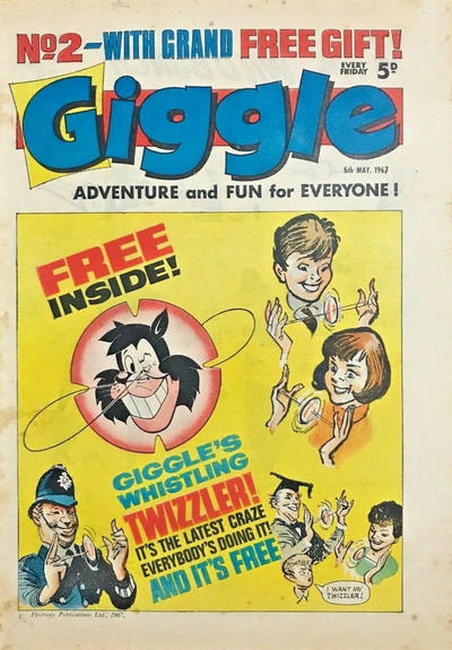 No2-WITH GRAND FREE GIFT!
EVERY
FRIDAY 5D
Giggle
6th MAY. 1967
ADVENTURE and FUN for EVERYONE!
FREE
INSIDE!
GIGGLE'S
WHISTLING
TWIZZLER!
IT'S THE LATEST CRAZE
EVERYBODY'S DOING IT!
AND IT'S FREE
I WANT MY
TWIZZLER!
Fleetway Publications Ltd., 1967.